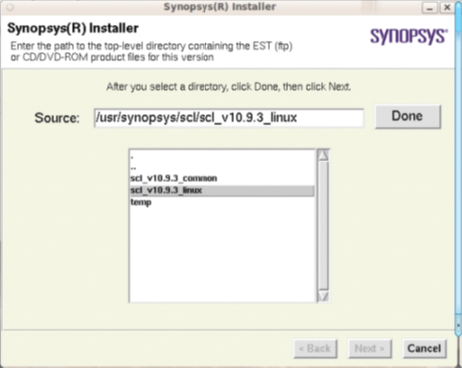 Synopsys(R) Installer
Synopsys(R) Installer
SYNOPSYS®
Enter the path to the top-level directory containing the EST (ftp)
or CD/DVD-ROM product files for this version
After you select a directory, click Done, then click Next.
Source: /usr/synopsys/scl/scl_v10.9.3_linux Done
.
..
scl_v10.9.3_common
scl_v10.9.3_linux
temp
< Back Next > Cancel